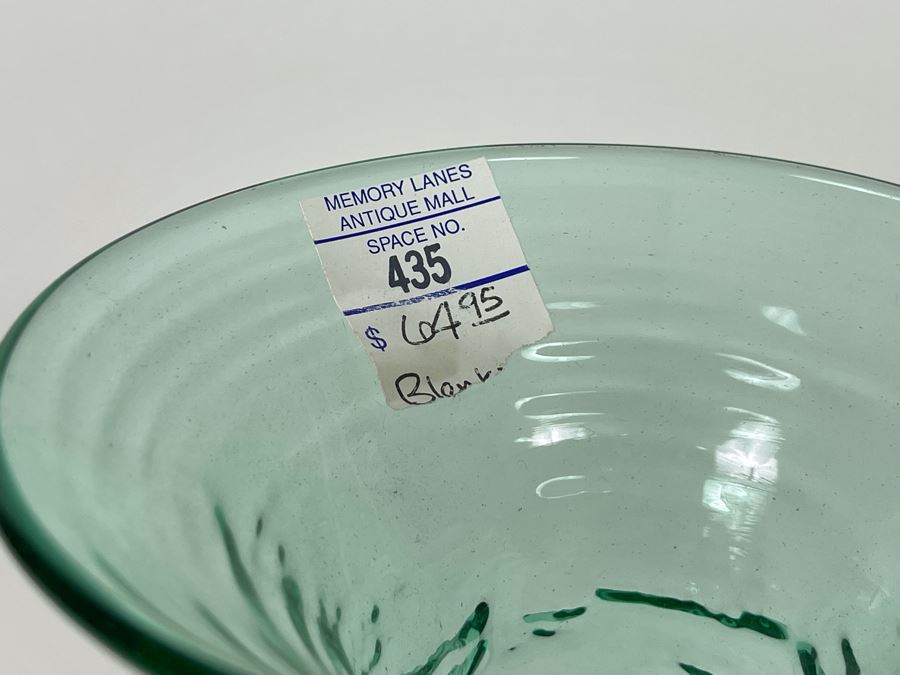 MEMORY LANES
ANTIQUE MALL
SPACE NO.
435
$ 64 95